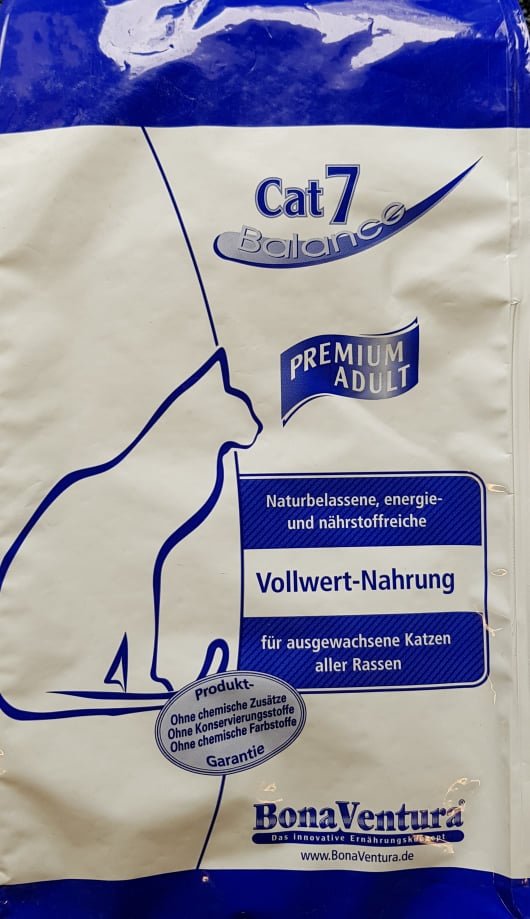 Cat 7
Balance
PREMIUM
ADULT
Naturbelassene, energie-
und nährstoffreiche
Vollwert-Nahrung
für ausgewachsene Katzen
aller Rassen
Produkt-
Ohne chemische Zusätze
Ohne Konservierungsstoffe
Ohne chemische Farbstoffe
Garantie
BonaVentura®
Das innovative Ernährungskonzept
www.BonaVentura.de